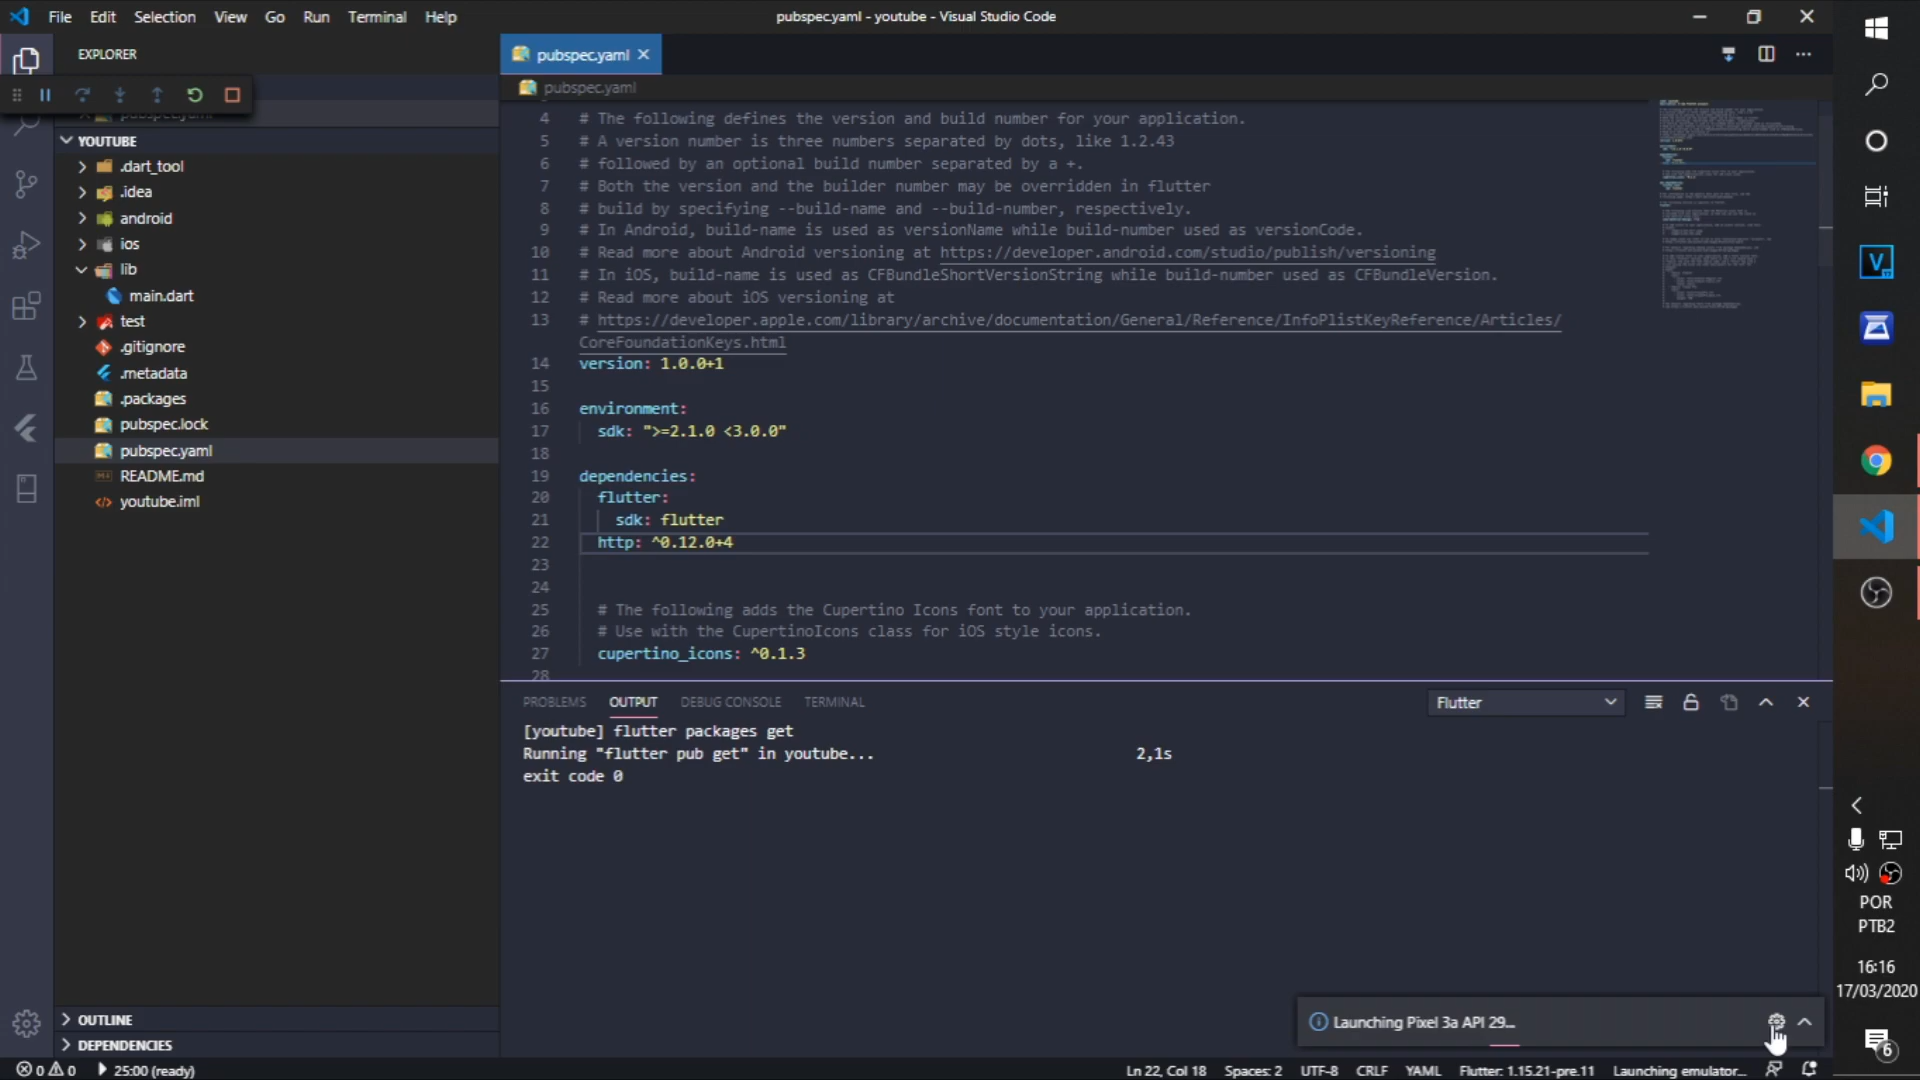 File Edit Selection View Go Run Terminal Help
pubspec.yaml - youtube - Visual Studio Code
EXPLORER
pubspec.yaml
pubspec.yaml
YOUTUBE
.dart_tool
.idea
android
ios
lib
main.dart
test
.gitignore
.metadata
.packages
pubspec.lock
pubspec.yaml
README.md
youtube.iml
OUTLINE
DEPENDENCIES
4 # The following defines the version and build number for your application.
5 # A version number is three numbers separated by dots, like 1.2.43
6 # followed by an optional build number separated by a +.
7 # Both the version and the builder number may be overridden in flutter
8 # build by specifying --build-name and --build-number, respectively.
9 # In Android, build-name is used as versionName while build-number used as versionCode.
10 # Read more about Android versioning at https://developer.android.com/studio/publish/versioning
11 # In iOS, build-name is used as CFBundleShortVersionString while build-number used as CFBundleVersion.
12 # Read more about iOS versioning at
13 # https://developer.apple.com/library/archive/documentation/General/Reference/InfoPlistKeyReference/Articles/
CoreFoundationKeys.html
14 version: 1.0.0+1
15
16 environment:
17 sdk: ">=2.1.0 <3.0.0"
18
19 dependencies:
20 flutter:
21 sdk: flutter
22 http: ^0.12.0+4
23
24
25 # The following adds the Cupertino Icons font to your application.
26 # Use with the CupertinoIcons class for iOS style icons.
27 cupertino_icons: ^0.1.3
28
PROBLEMS OUTPUT DEBUG CONSOLE TERMINAL
Flutter
[youtube] flutter packages get
Running "flutter pub get" in youtube... 2,1s
exit code 0
Launching Pixel 3a API 29...
0 0 25:00 (ready)
Ln 22, Col 18 Spaces: 2 UTF-8 CRLF YAML Flutter: 1.15.21-pre.11 Launching emulator...
POR
PTB2
16:16
17/03/2020
6